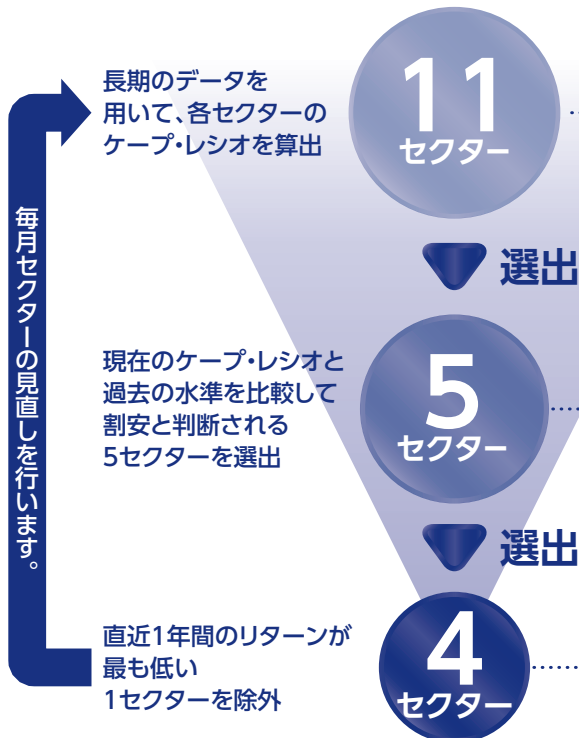 長期のデータを
用いて、各セクターの
ケープ・レシオを算出
11
セクター
選出
毎月セクターの見直しを行います。
現在のケープ・レシオと
過去の水準を比較して
割安と判断される
5セクターを選出
5
セクター
選出
直近1年間のリターンが
最も低い
1セクターを除外
4
セクター